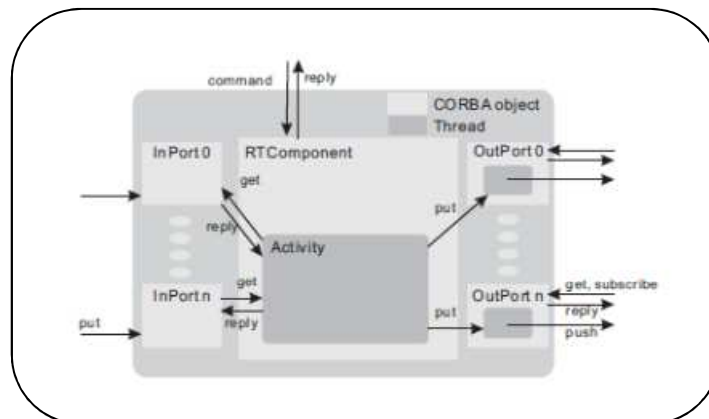 command
reply
CORBA object
Thread
InPort 0
RTComponent
OutPort 0
get
put
reply
Activity
InPort n
get
reply
put
put
OutPort n
get, subscribe
reply
push